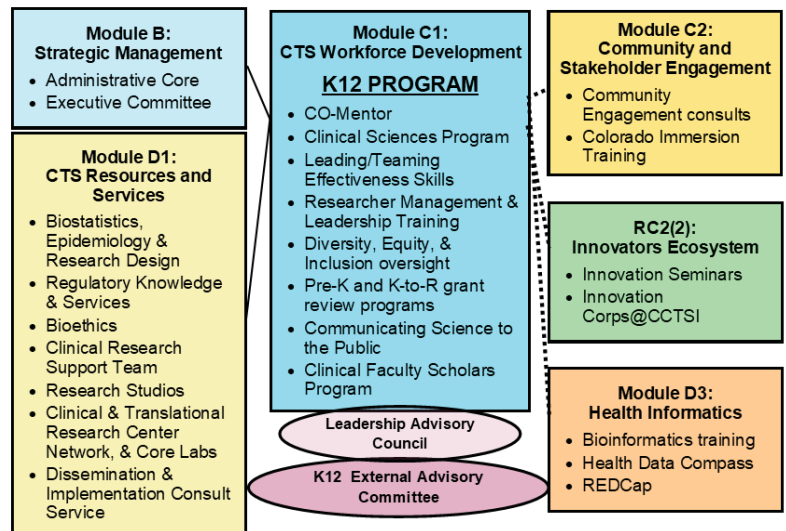 Module B:
Strategic Management
• Administrative Core
• Executive Committee
Module D1:
CTS Resources and
Services
• Biostatistics,
Epidemiology &
Research Design
• Regulatory Knowledge
& Services
• Bioethics
• Clinical Research
Support Team
• Research Studios
• Clinical & Translational
Research Center
Network, & Core Labs
• Dissemination &
Implementation Consult
Service
Module C1:
CTS Workforce Development
K12 PROGRAM
• CO-Mentor
• Clinical Sciences Program
• Leading/Teaming
Effectiveness Skills
• Researcher Management &
Leadership Training
• Diversity, Equity, &
Inclusion oversight
• Pre-K and K-to-R grant
review programs
• Communicating Science to
the Public
• Clinical Faculty Scholars
Program
Leadership Advisory
Council
K12 External Advisory
Committee
Module C2:
Community and
Stakeholder Engagement
• Community
Engagement consults
• Colorado Immersion
Training
RC2(2):
Innovators Ecosystem
• Innovation Seminars
• Innovation
Corps@CCTSI
Module D3:
Health Informatics
• Bioinformatics training
• Health Data Compass
• REDCap